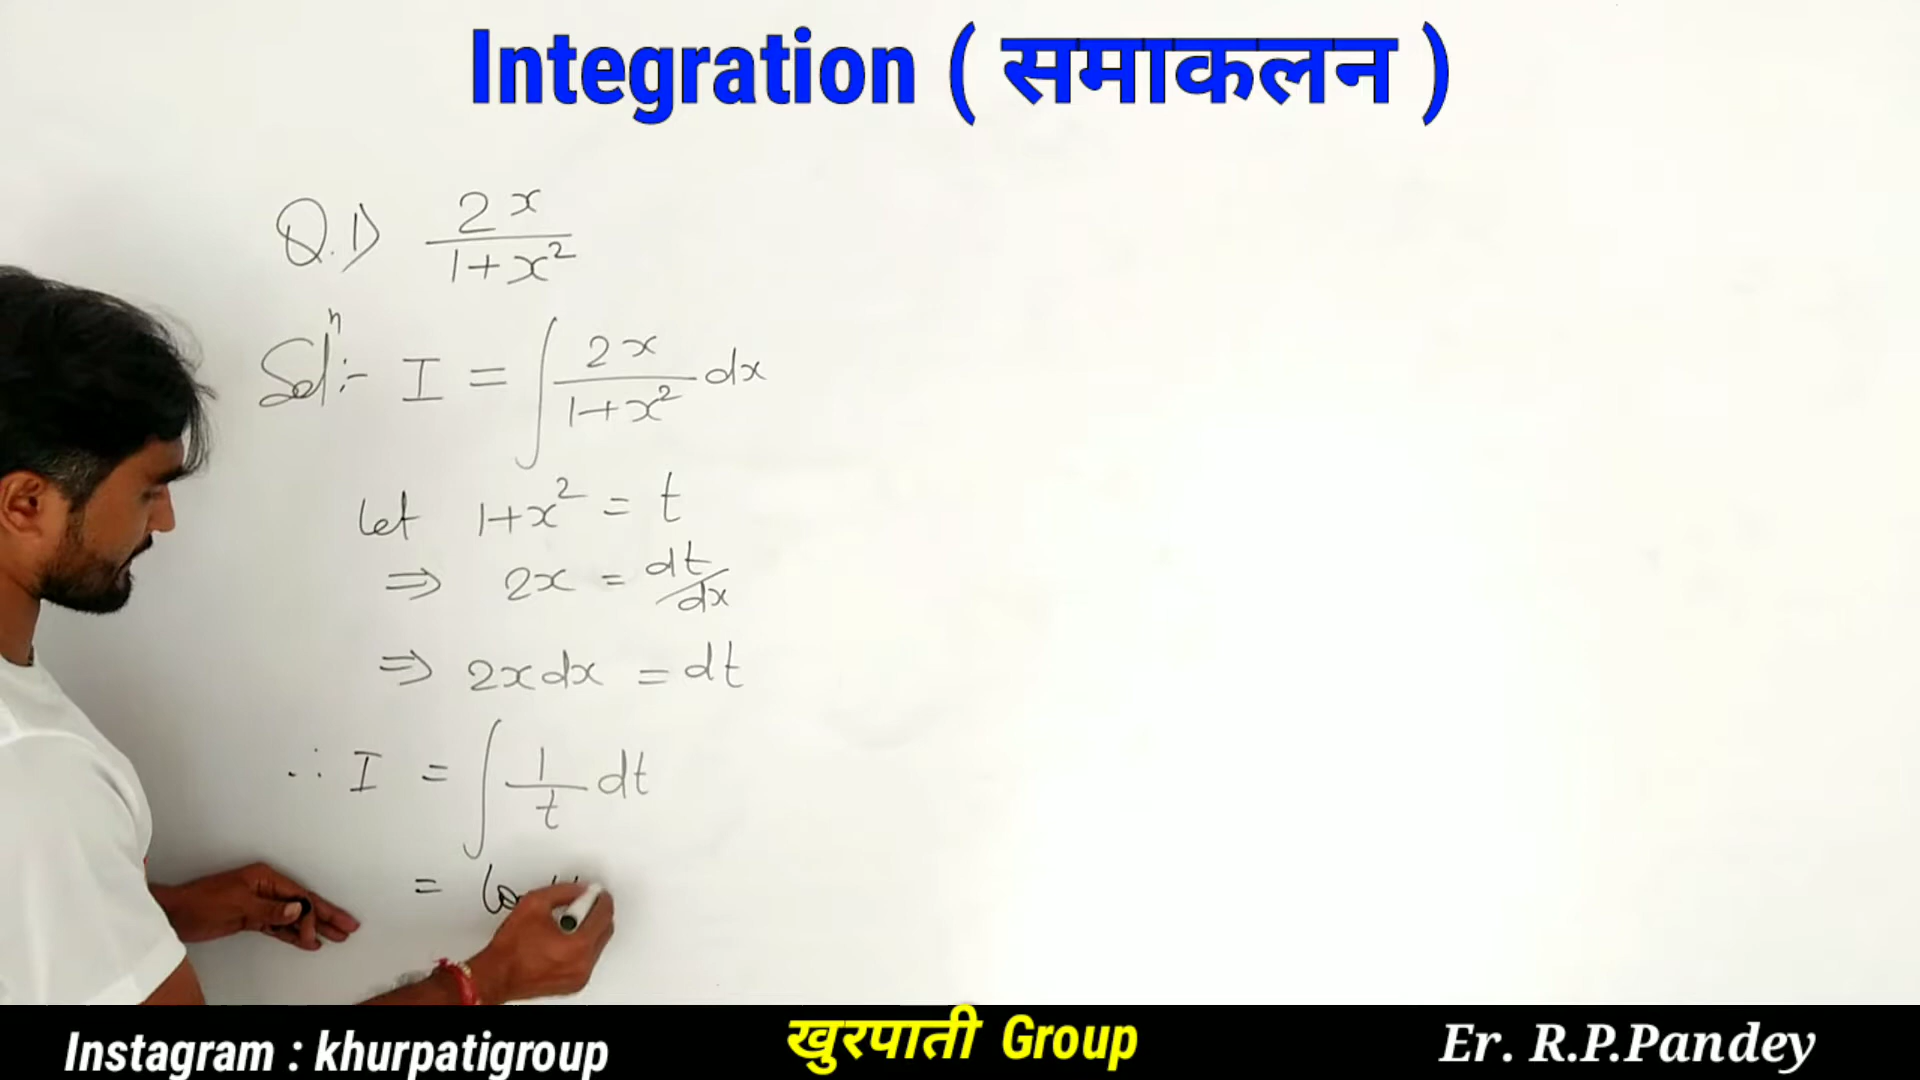 Integration ( समाकलन )
Q.1) 2x / 1+x²
Solⁿ:- I = ∫ 2x / 1+x² dx
let 1+x² = t
⇒ 2x = dt/dx
⇒ 2xdx = dt
∴ I = ∫ 1/t dt
=
Instagram : khurpatigroup
खुरपाती Group
Er. R.P.Pandey